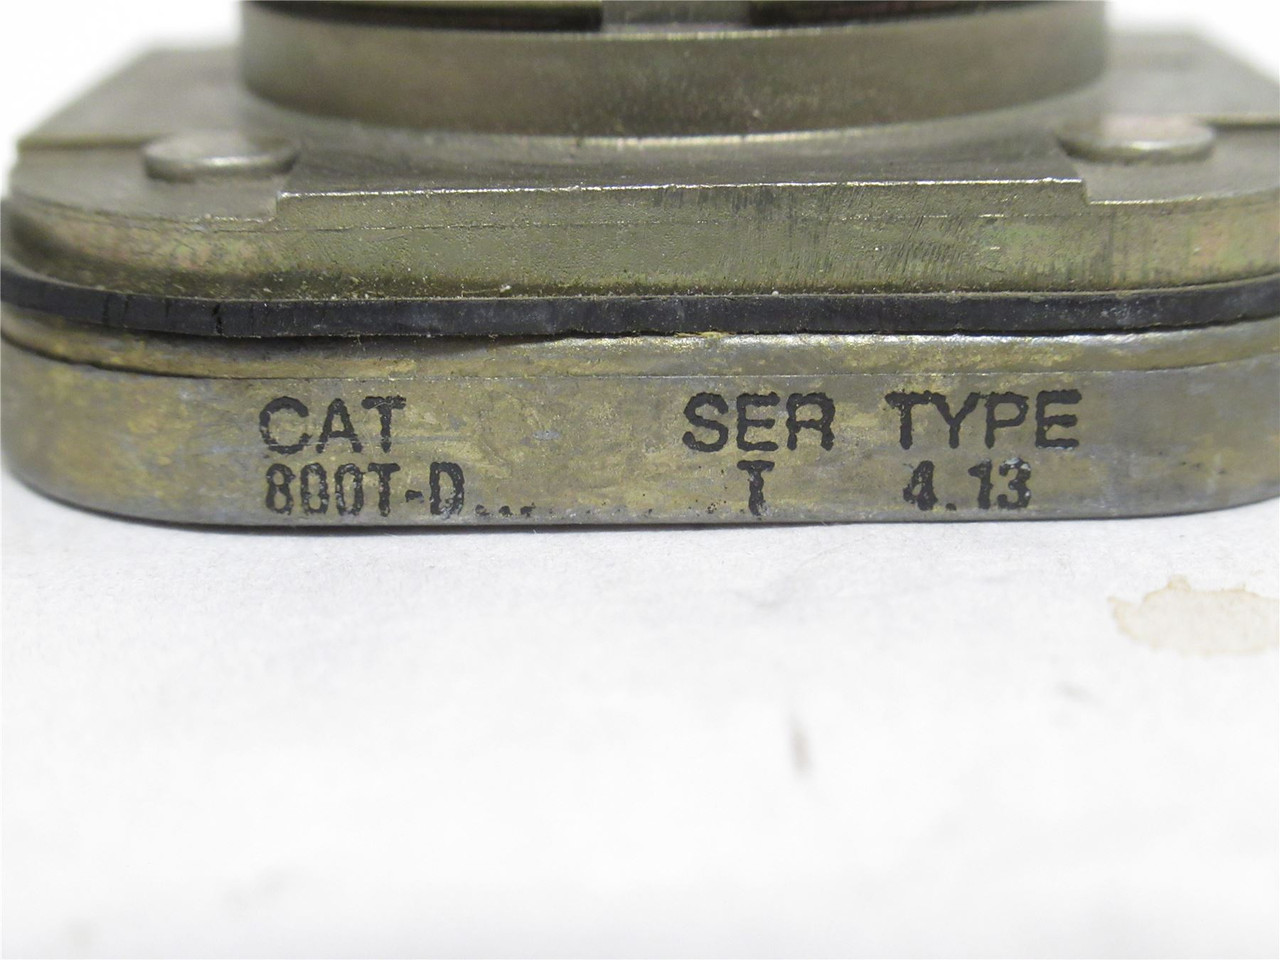 CAT SER TYPE
800T-D........... T 4.13